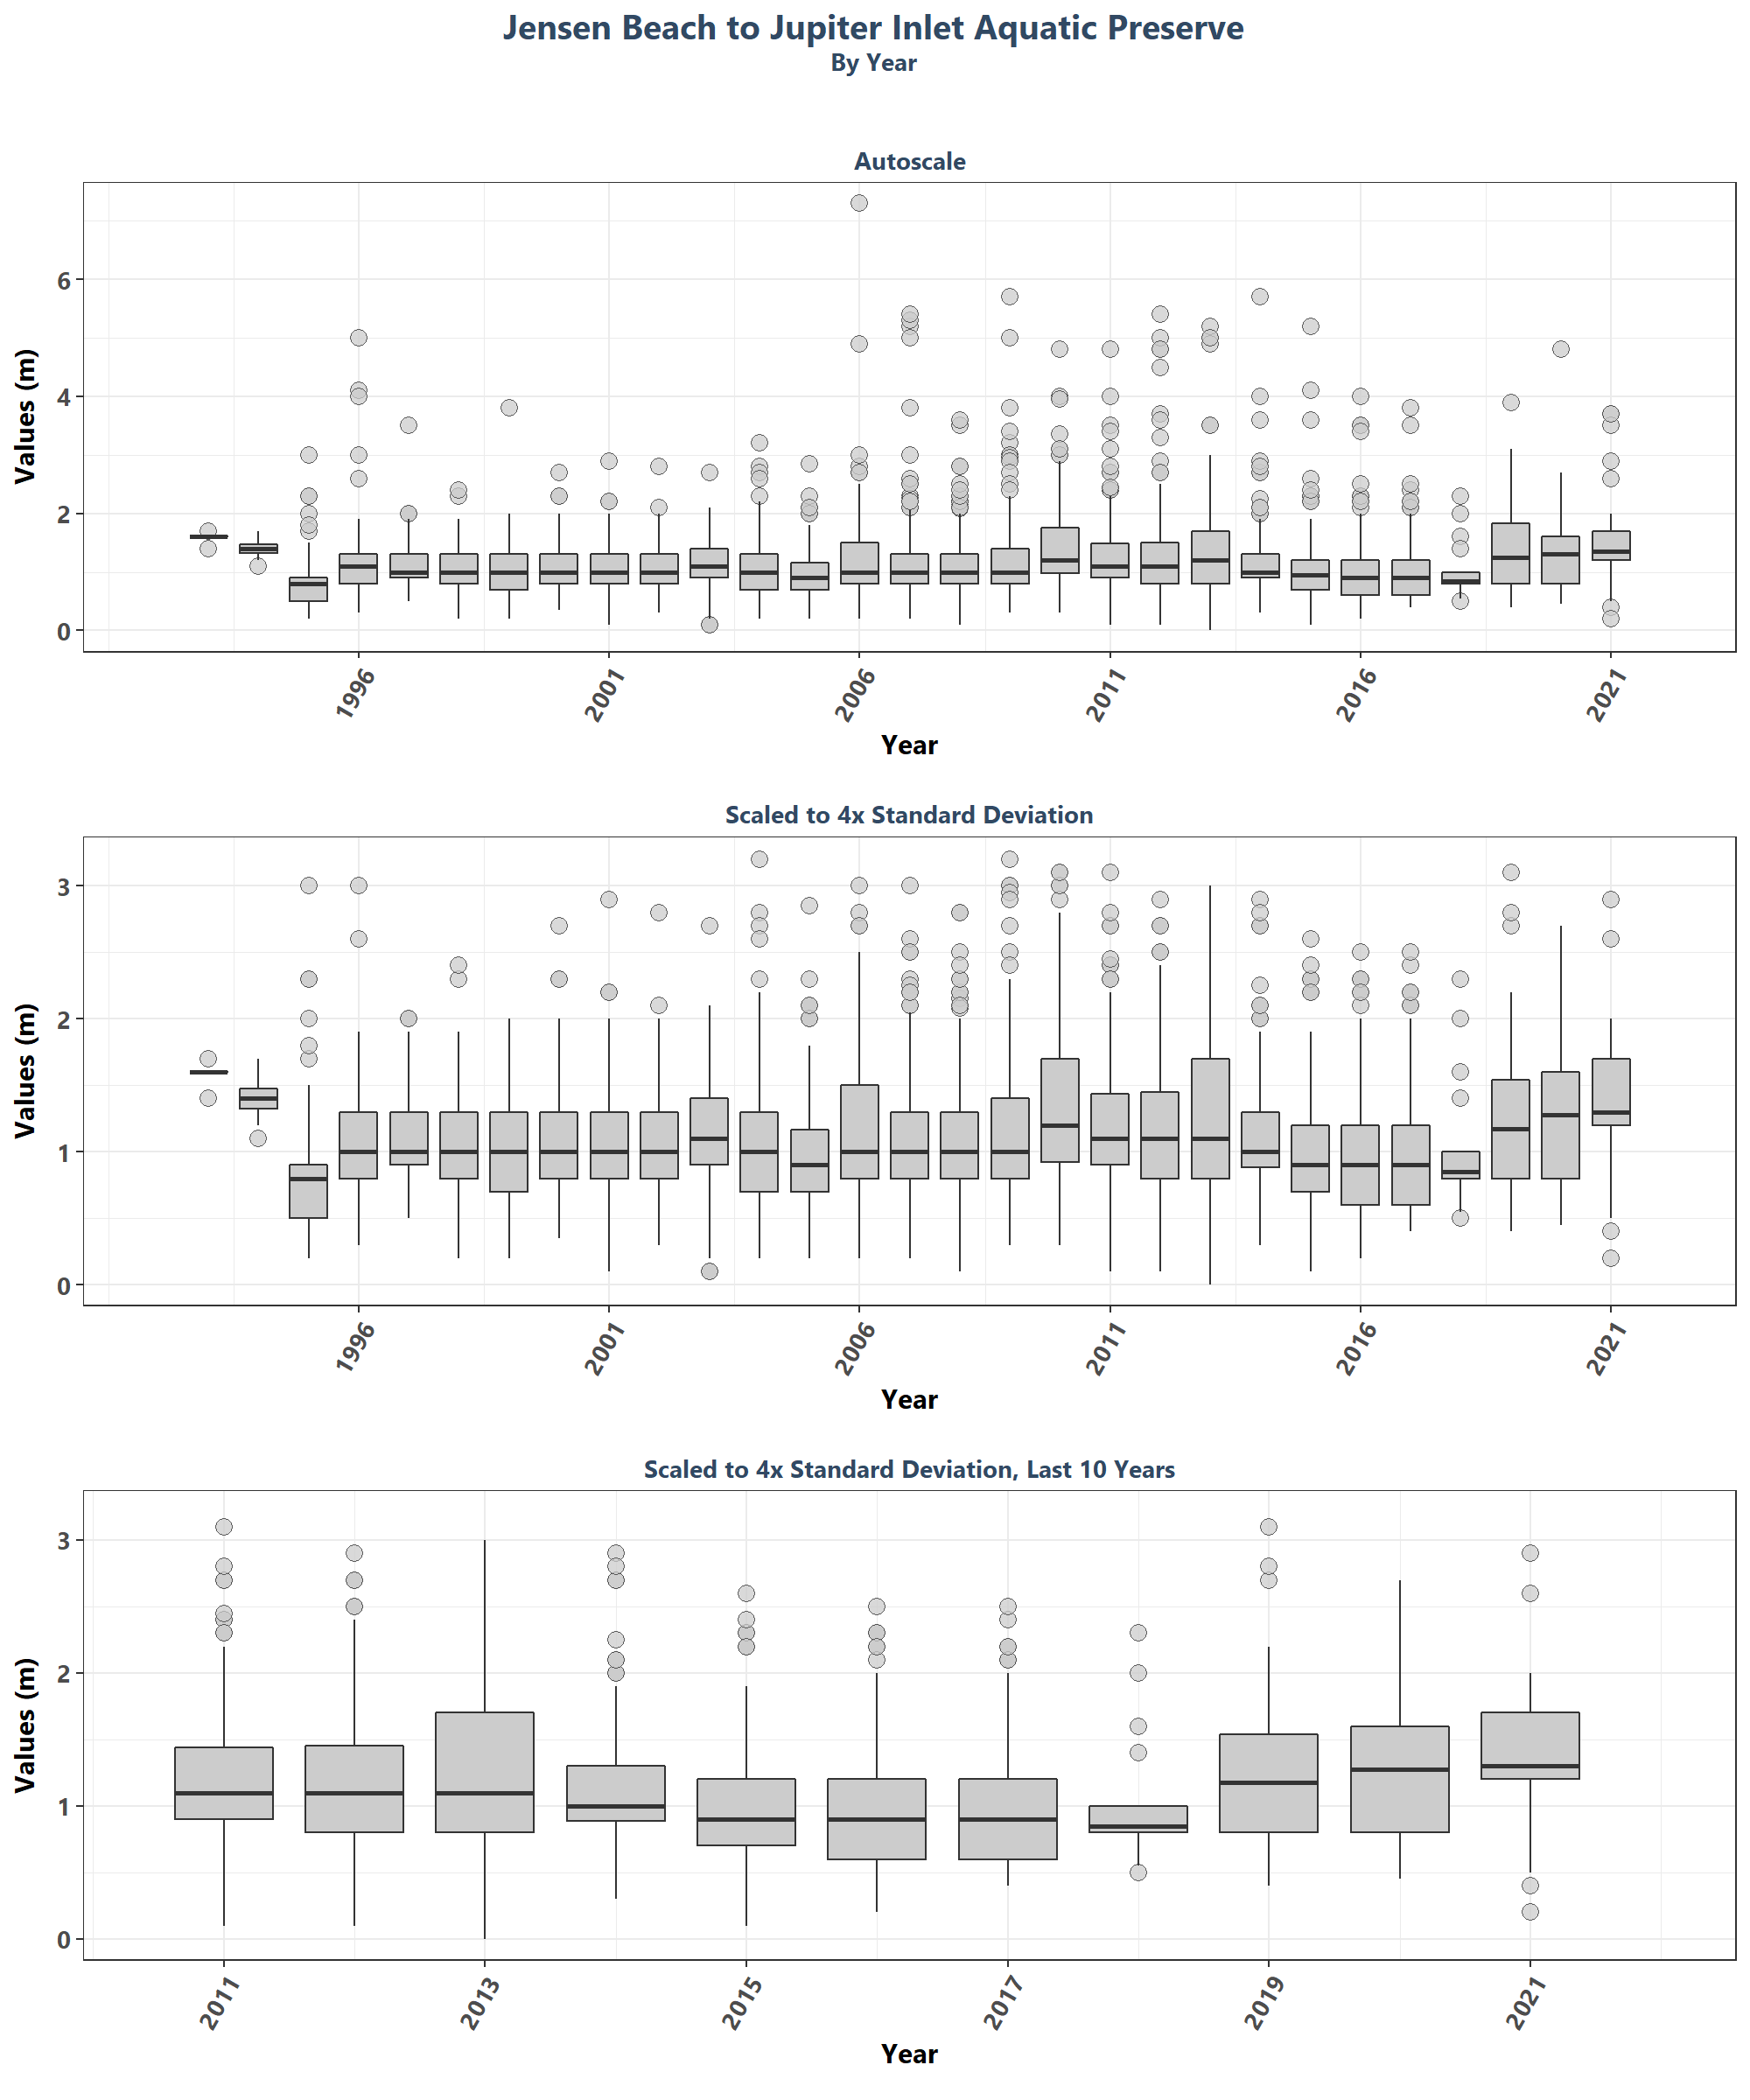 Jensen Beach to Jupiter Inlet Aquatic Preserve
By Year
Autoscale
Values (m)
6
4
2
0
1996 2001 2006 2011 2016 2021
Year
Scaled to 4x Standard Deviation
Values (m)
3
2
1
0
1996 2001 2006 2011 2016 2021
Year
Scaled to 4x Standard Deviation, Last 10 Years
Values (m)
3
2
1
0
2011 2013 2015 2017 2019 2021
Year